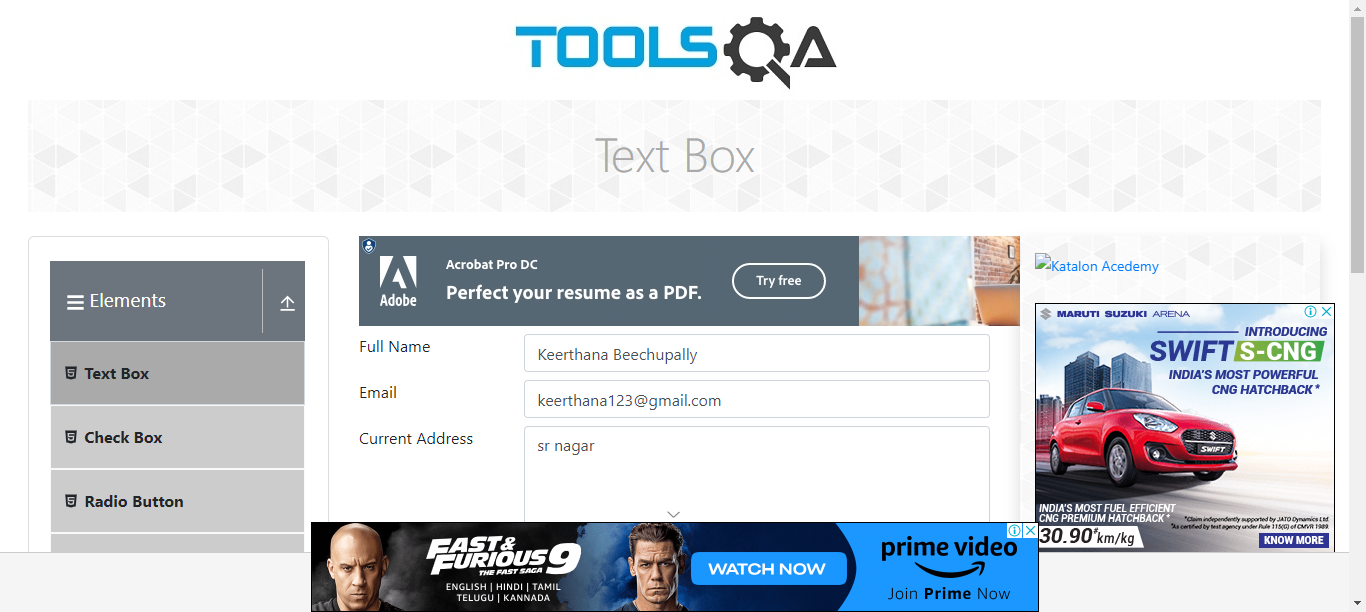 TOOLSQA
Text Box
Elements
Text Box
Check Box
Radio Button
Adobe
Acrobat Pro DC
Perfect your resume as a PDF.
Try free
Full Name
Keerthana Beechupally
Email
keerthana123@gmail.com
Current Address
sr nagar
Katalon Acedemy
MARUTI SUZUKI ARENA
INTRODUCING
SWIFT S-CNG
INDIA'S MOST POWERFUL
CNG HATCHBACK*
SWIFT
INDIA'S MOST FUEL EFFICIENT
CNG PREMIUM HATCHBACK*
30.90*km/kg
*Claim independently supported by JATO Dynamics Ltd.
*As certified by test agency under Rule 115(G) of CMVR 1989.
KNOW MORE
FAST &
FURIOUS 9
THE FAST SAGA
ENGLISH | HINDI | TAMIL
TELUGU | KANNADA
WATCH NOW
prime video
Join Prime Now